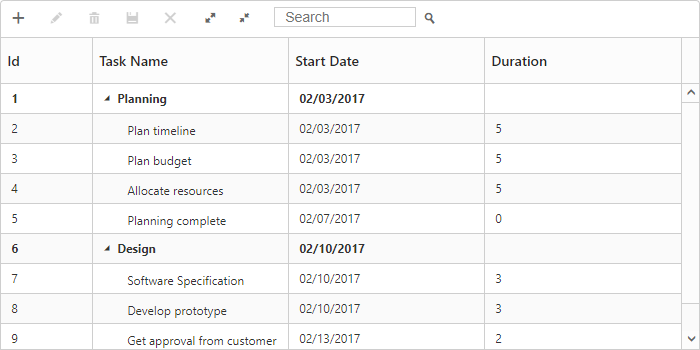 Search
Id Task Name Start Date Duration
1 Planning 02/03/2017
2 Plan timeline 02/03/2017 5
3 Plan budget 02/03/2017 5
4 Allocate resources 02/03/2017 5
5 Planning complete 02/07/2017 0
6 Design 02/10/2017
7 Software Specification 02/10/2017 3
8 Develop prototype 02/10/2017 3
9 Get approval from customer 02/13/2017 2